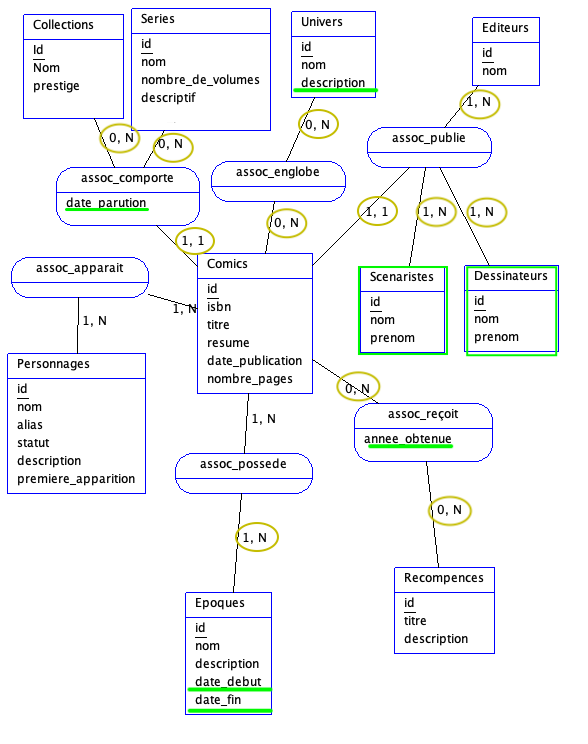 Collections
Id
Nom
prestige
Series
id
nom
nombre_de_volumes
descriptif
Univers
id
nom
description
Editeurs
id
nom
0, N
0, N
0, N
1, N
assoc_publie
assoc_comporte
date_parution
assoc_englobe
1, 1
0, N
1, 1
1, N
1, N
assoc_apparait
1, N
1, N
Comics
id
isbn
titre
resume
date_publication
nombre_pages
Scenaristes
id
nom
prenom
Dessinateurs
id
nom
prenom
Personnages
id
nom
alias
statut
description
premiere_apparition
0, N
1, N
assoc_reçoit
annee_obtenue
assoc_possede
1, N
0, N
Recompences
id
titre
description
Epoques
id
nom
description
date_debut
date_fin